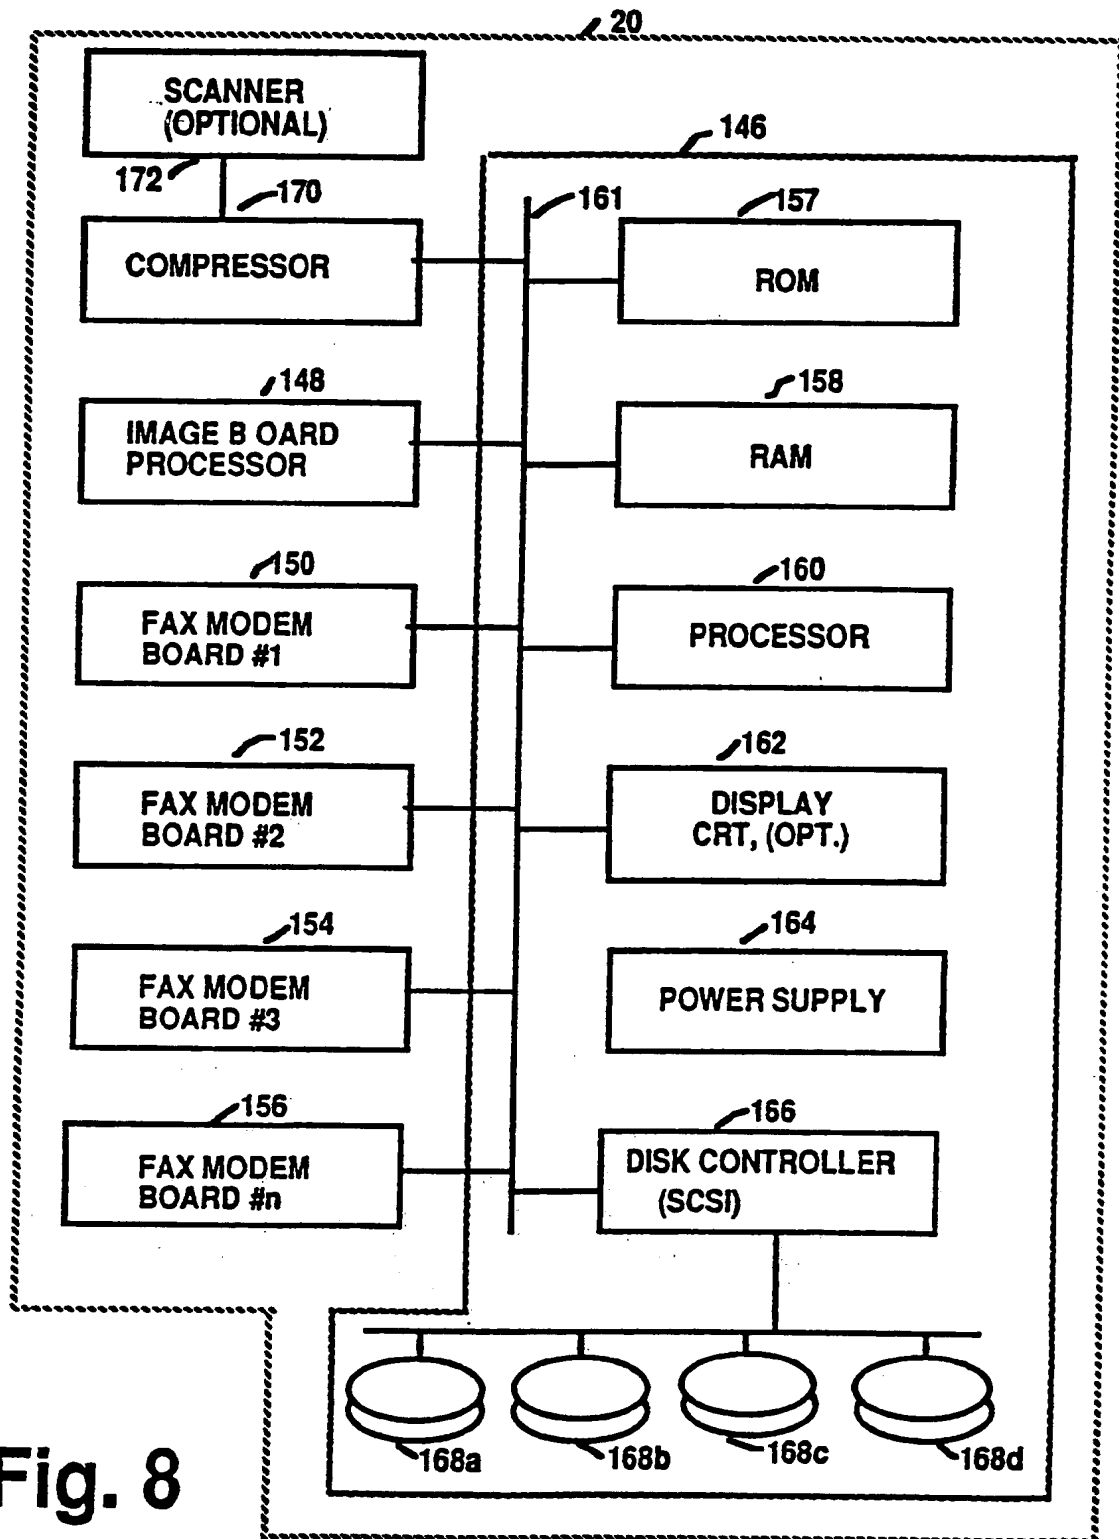 20
SCANNER
(OPTIONAL)
146
172
170
161
157
COMPRESSOR
ROM
148
158
IMAGE B OARD
PROCESSOR
RAM
150
160
FAX MODEM
BOARD #1
PROCESSOR
152
162
FAX MODEM
BOARD #2
DISPLAY
CRT, (OPT.)
154
164
FAX MODEM
BOARD #3
POWER SUPPLY
156
166
FAX MODEM
BOARD #n
DISK CONTROLLER
(SCSI)
168a
168b
168c
168d
Fig. 8